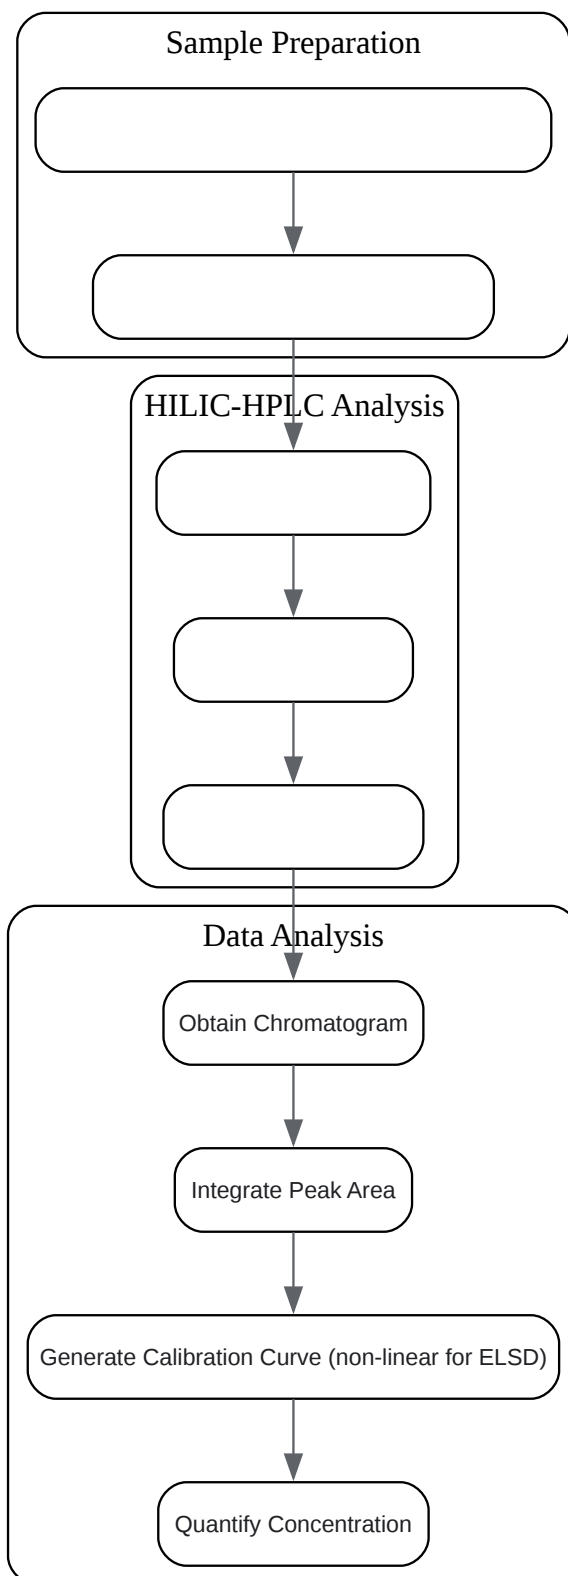 Sample Preparation
HILIC-HPLC Analysis
Data Analysis
Obtain Chromatogram
Integrate Peak Area
Generate Calibration Curve (non-linear for ELSD)
Quantify Concentration